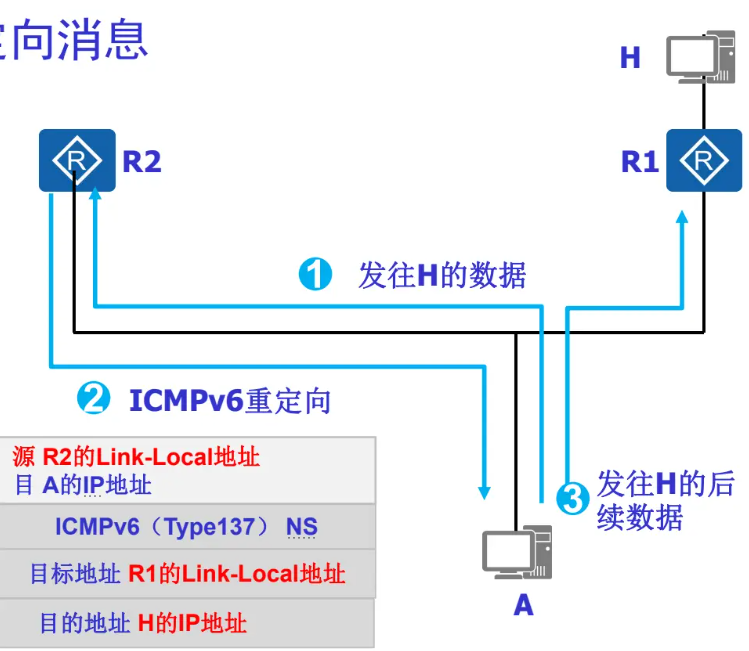 定向消息
H
R
R2
R1
R
1 发往H的数据
2 ICMPv6重定向
源 R2的Link-Local地址
目 A的IP地址
ICMPv6（Type137） NS
目标地址 R1的Link-Local地址
目的地址 H的IP地址
3 发往H的后
续数据
A